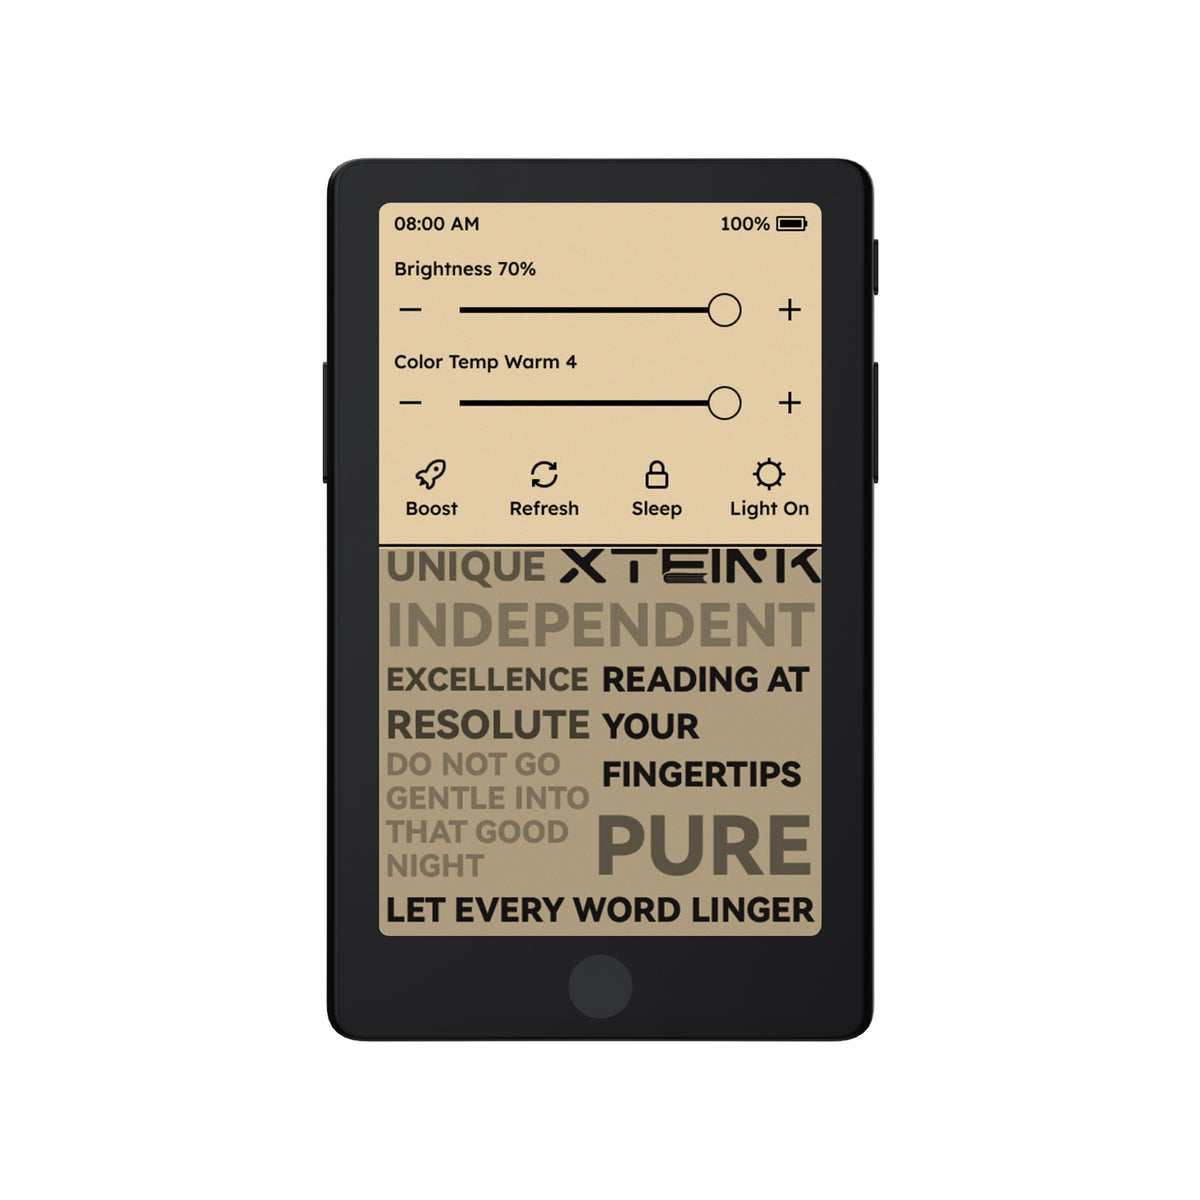 08:00 AM 100%
Brightness 70%
Color Temp Warm 4
Boost Refresh Sleep Light On
UNIQUE XTEINK
INDEPENDENT
EXCELLENCE
RESOLUTE
DO NOT GO
GENTLE INTO
THAT GOOD
NIGHT
READING AT
YOUR
FINGERTIPS
PURE
LET EVERY WORD LINGER